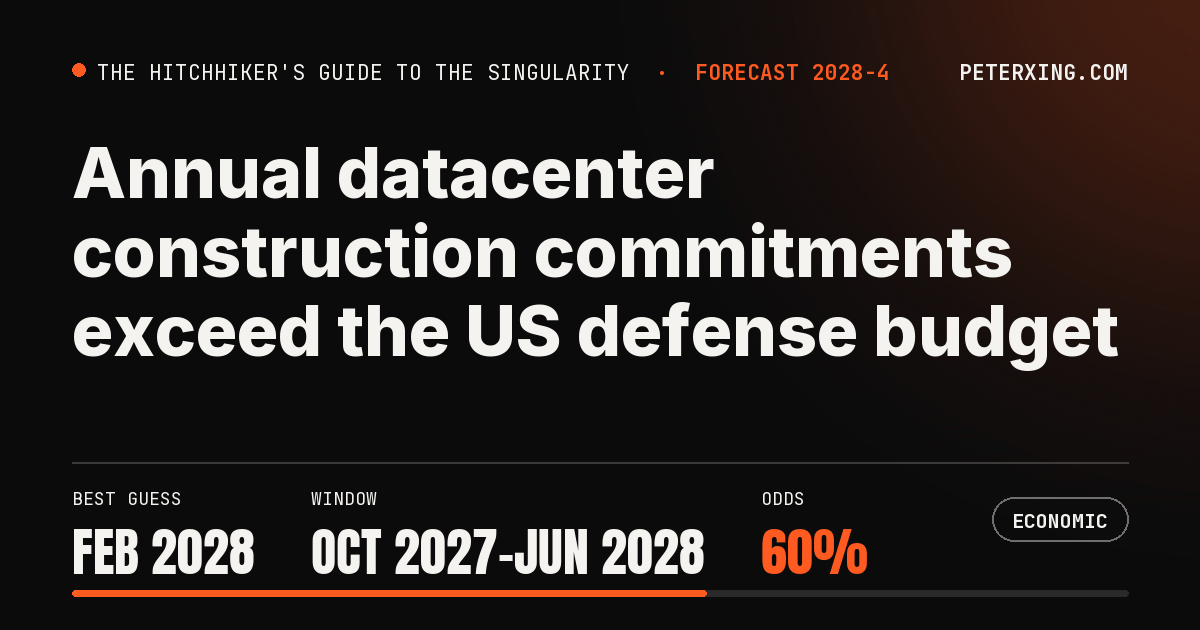 THE HITCHHIKER'S GUIDE TO THE SINGULARITY · FORECAST 2028-4 PETERXING.COM
Annual datacenter
construction commitments
exceed the US defense budget
BEST GUESS WINDOW ODDS
FEB 2028 OCT 2027–JUN 2028 60% ECONOMIC